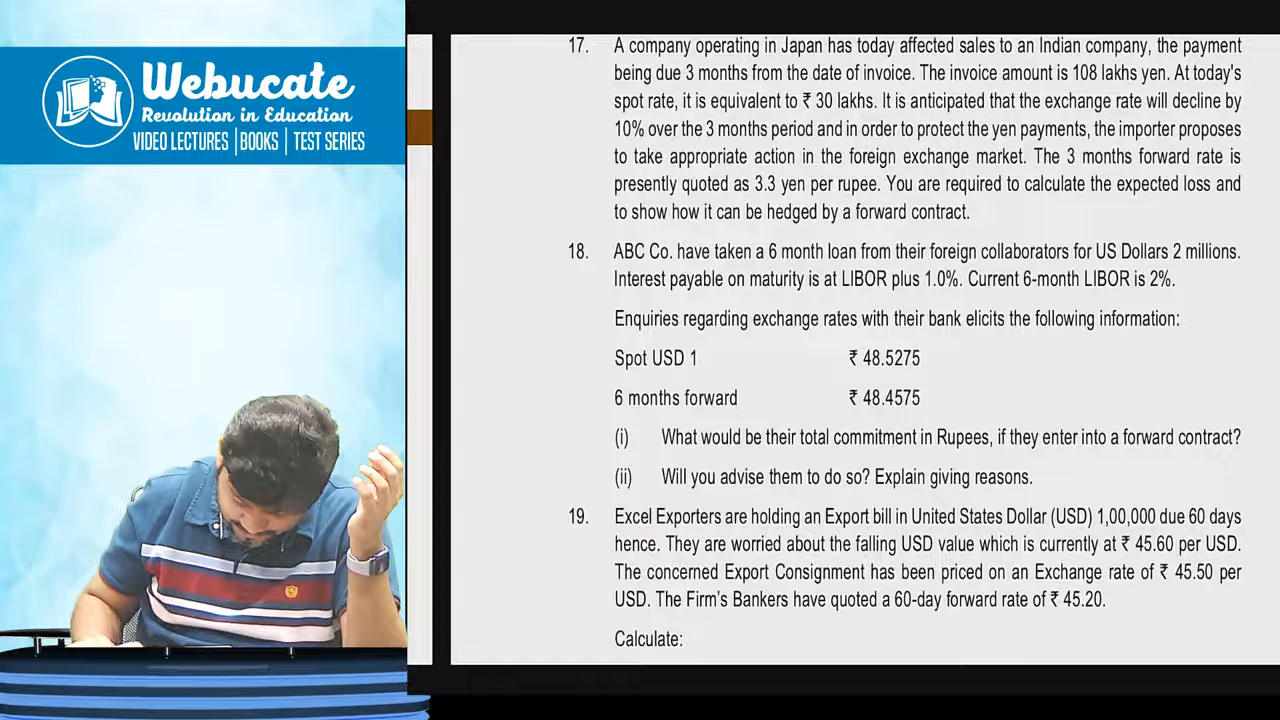 Webucate
Revolution in Education
VIDEO LECTURES | BOOKS | TEST SERIES
17. A company operating in Japan has today affected sales to an Indian company, the payment
being due 3 months from the date of invoice. The invoice amount is 108 lakhs yen. At today's
spot rate, it is equivalent to ₹ 30 lakhs. It is anticipated that the exchange rate will decline by
10% over the 3 months period and in order to protect the yen payments, the importer proposes
to take appropriate action in the foreign exchange market. The 3 months forward rate is
presently quoted as 3.3 yen per rupee. You are required to calculate the expected loss and
to show how it can be hedged by a forward contract.
18. ABC Co. have taken a 6 month loan from their foreign collaborators for US Dollars 2 millions.
Interest payable on maturity is at LIBOR plus 1.0%. Current 6-month LIBOR is 2%.
Enquiries regarding exchange rates with their bank elicits the following information:
Spot USD 1 ₹ 48.5275
6 months forward ₹ 48.4575
(i) What would be their total commitment in Rupees, if they enter into a forward contract?
(ii) Will you advise them to do so? Explain giving reasons.
19. Excel Exporters are holding an Export bill in United States Dollar (USD) 1,00,000 due 60 days
hence. They are worried about the falling USD value which is currently at ₹ 45.60 per USD.
The concerned Export Consignment has been priced on an Exchange rate of ₹ 45.50 per
USD. The Firm's Bankers have quoted a 60-day forward rate of ₹ 45.20.
Calculate: